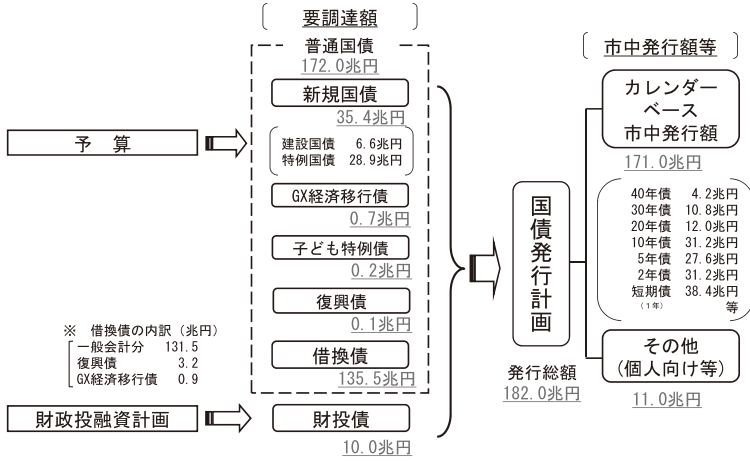 要調達額
普通国債
172.0兆円
新規国債
35.4兆円
建設国債 6.6兆円
特例国債 28.9兆円
GX経済移行債
0.7兆円
子ども特例債
0.2兆円
復興債
0.1兆円
借換債
135.5兆円
財投債
10.0兆円
予 算
※ 借換債の内訳（兆円）
一般会計分 131.5
復興債 3.2
GX経済移行債 0.9
財政投融資計画
国債発行計画
発行総額
182.0兆円
市中発行額等
カレンダー
ベース
市中発行額
171.0兆円
40年債 4.2兆円
30年債 10.8兆円
20年債 12.0兆円
10年債 31.2兆円
5年債 27.6兆円
2年債 31.2兆円
短期債 38.4兆円
（１年） 等
その他
（個人向け等）
11.0兆円